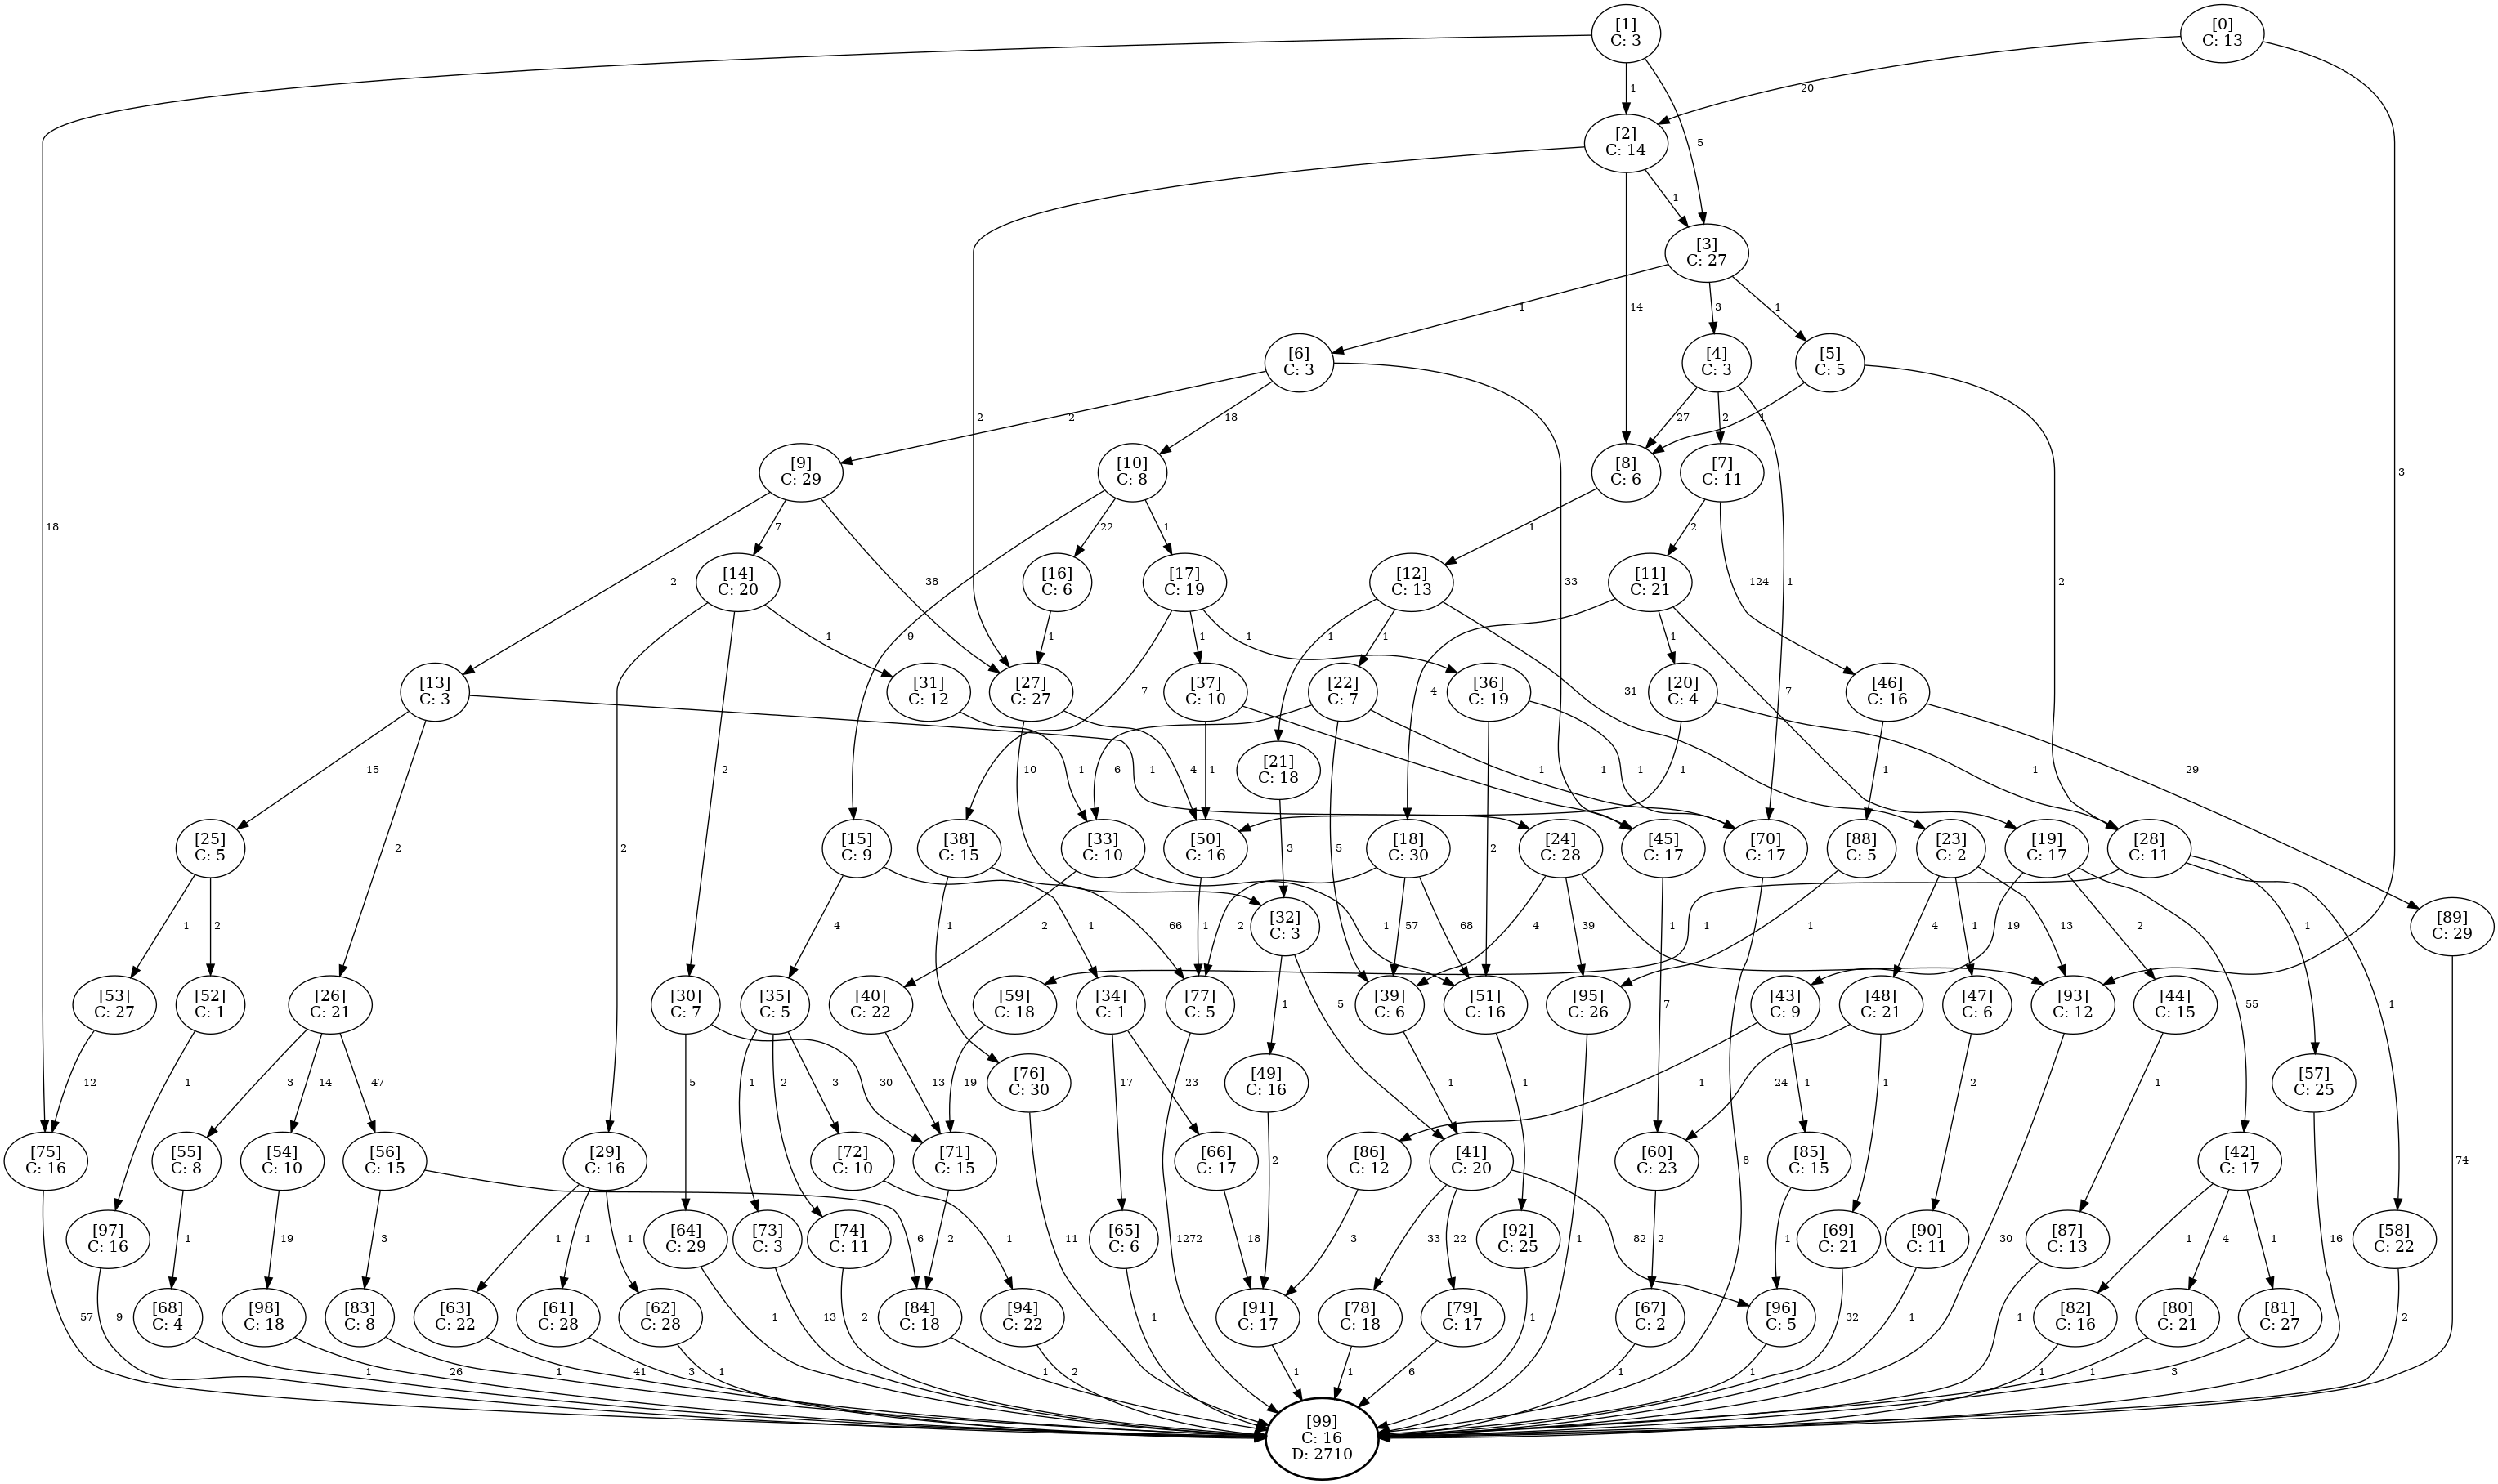 [1]
C: 3
[0]
C: 13
1
20
5
[2]
C: 14
1
[3]
C: 27
1
3
1
14
2
3
18
[6]
C: 3
[4]
C: 3
[5]
C: 5
2
18
27
2
1
[9]
C: 29
[10]
C: 8
[8]
C: 6
[7]
C: 11
7
22
1
1
2
2
38
33
124
1
2
[14]
C: 20
[16]
C: 6
[17]
C: 19
[12]
C: 13
[11]
C: 21
9
1
1
1
1
1
1
1
7
4
31
7
[13]
C: 3
[31]
C: 12
[27]
C: 27
[37]
C: 10
[22]
C: 7
[36]
C: 19
[20]
C: 4
[46]
C: 16
15
2
2
2
1
10
4
1
6
1
1
1
1
1
1
29
[21]
C: 18
5
3
2
[25]
C: 5
[15]
C: 9
[38]
C: 15
[33]
C: 10
[50]
C: 16
[18]
C: 30
[24]
C: 28
[45]
C: 17
[70]
C: 17
[88]
C: 5
[23]
C: 2
[19]
C: 17
[28]
C: 11
1
2
4
1
1
66
2
1
2
1
57
68
4
39
1
1
1
4
1
13
19
2
55
1
1
[32]
C: 3
[89]
C: 29
[53]
C: 27
[52]
C: 1
[26]
C: 21
[30]
C: 7
[35]
C: 5
[40]
C: 22
[59]
C: 18
[34]
C: 1
[77]
C: 5
[39]
C: 6
[51]
C: 16
[95]
C: 26
[43]
C: 9
[48]
C: 21
[47]
C: 6
[93]
C: 12
[44]
C: 15
1
5
7
12
1
3
14
47
5
30
1
2
3
13
19
[76]
C: 30
17
23
[49]
C: 16
1
1
1
1
24
1
2
1
[57]
C: 25
[75]
C: 16
[55]
C: 8
[54]
C: 10
[56]
C: 15
[29]
C: 16
[72]
C: 10
[71]
C: 15
[66]
C: 17
2
[86]
C: 12
[41]
C: 20
[60]
C: 23
8
[85]
C: 15
[42]
C: 17
74
1
19
3
6
1
1
1
1
2
11
1272
18
3
33
22
82
2
1
1
1
4
1
16
57
[97]
C: 16
[64]
C: 29
[73]
C: 3
[74]
C: 11
[65]
C: 6
[92]
C: 25
1
[69]
C: 21
[90]
C: 11
30
[87]
C: 13
[58]
C: 22
9
[68]
C: 4
[98]
C: 18
[83]
C: 8
[63]
C: 22
[61]
C: 28
[62]
C: 28
1
13
2
[84]
C: 18
[94]
C: 22
1
[91]
C: 17
[78]
C: 18
[79]
C: 17
1
[67]
C: 2
[96]
C: 5
32
1
1
[82]
C: 16
[80]
C: 21
[81]
C: 27
2
1
26
1
41
3
1
1
2
1
1
6
1
1
1
1
3
[99]
C: 16
D: 2710